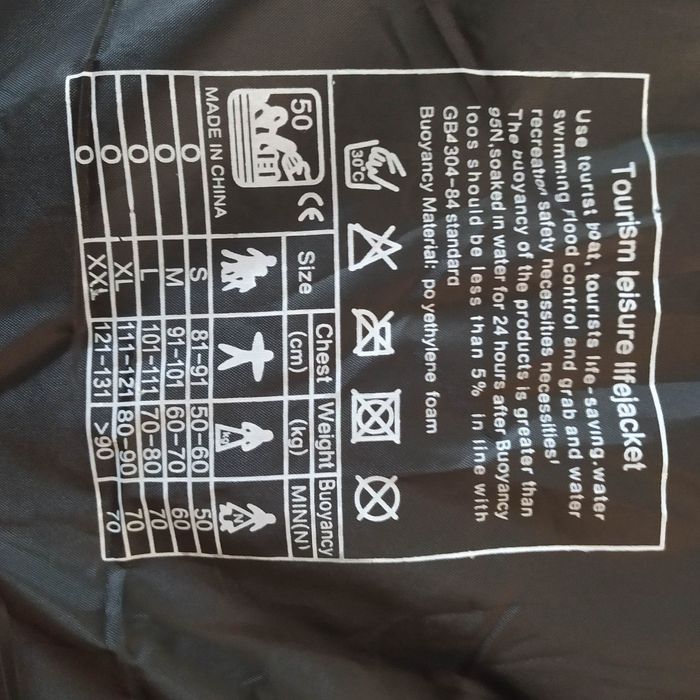 Tourism leisure lifejacket
Use tourist boat, tourists life-saving.water
swimming Flood control and grab and water
recreation safety necessities necessities'
The buoyancy of the products is greater than
95N,soaked in water for 24 hours after Buoyancy
loos should be less than 5% in line with
GB4304-84 standard
Buoyancy Material: po yethylene foam
30°C
50
CE
MADE IN CHINA
Size Chest (cm) Weight (kg) Buoyancy MIN(N)
kg N
O S 81-91 50-60 50
O M 91-101 60-70 60
O L 101-111 70-80 70
O XL 111-121 80-90 70
O XXL 121-131 >90 70